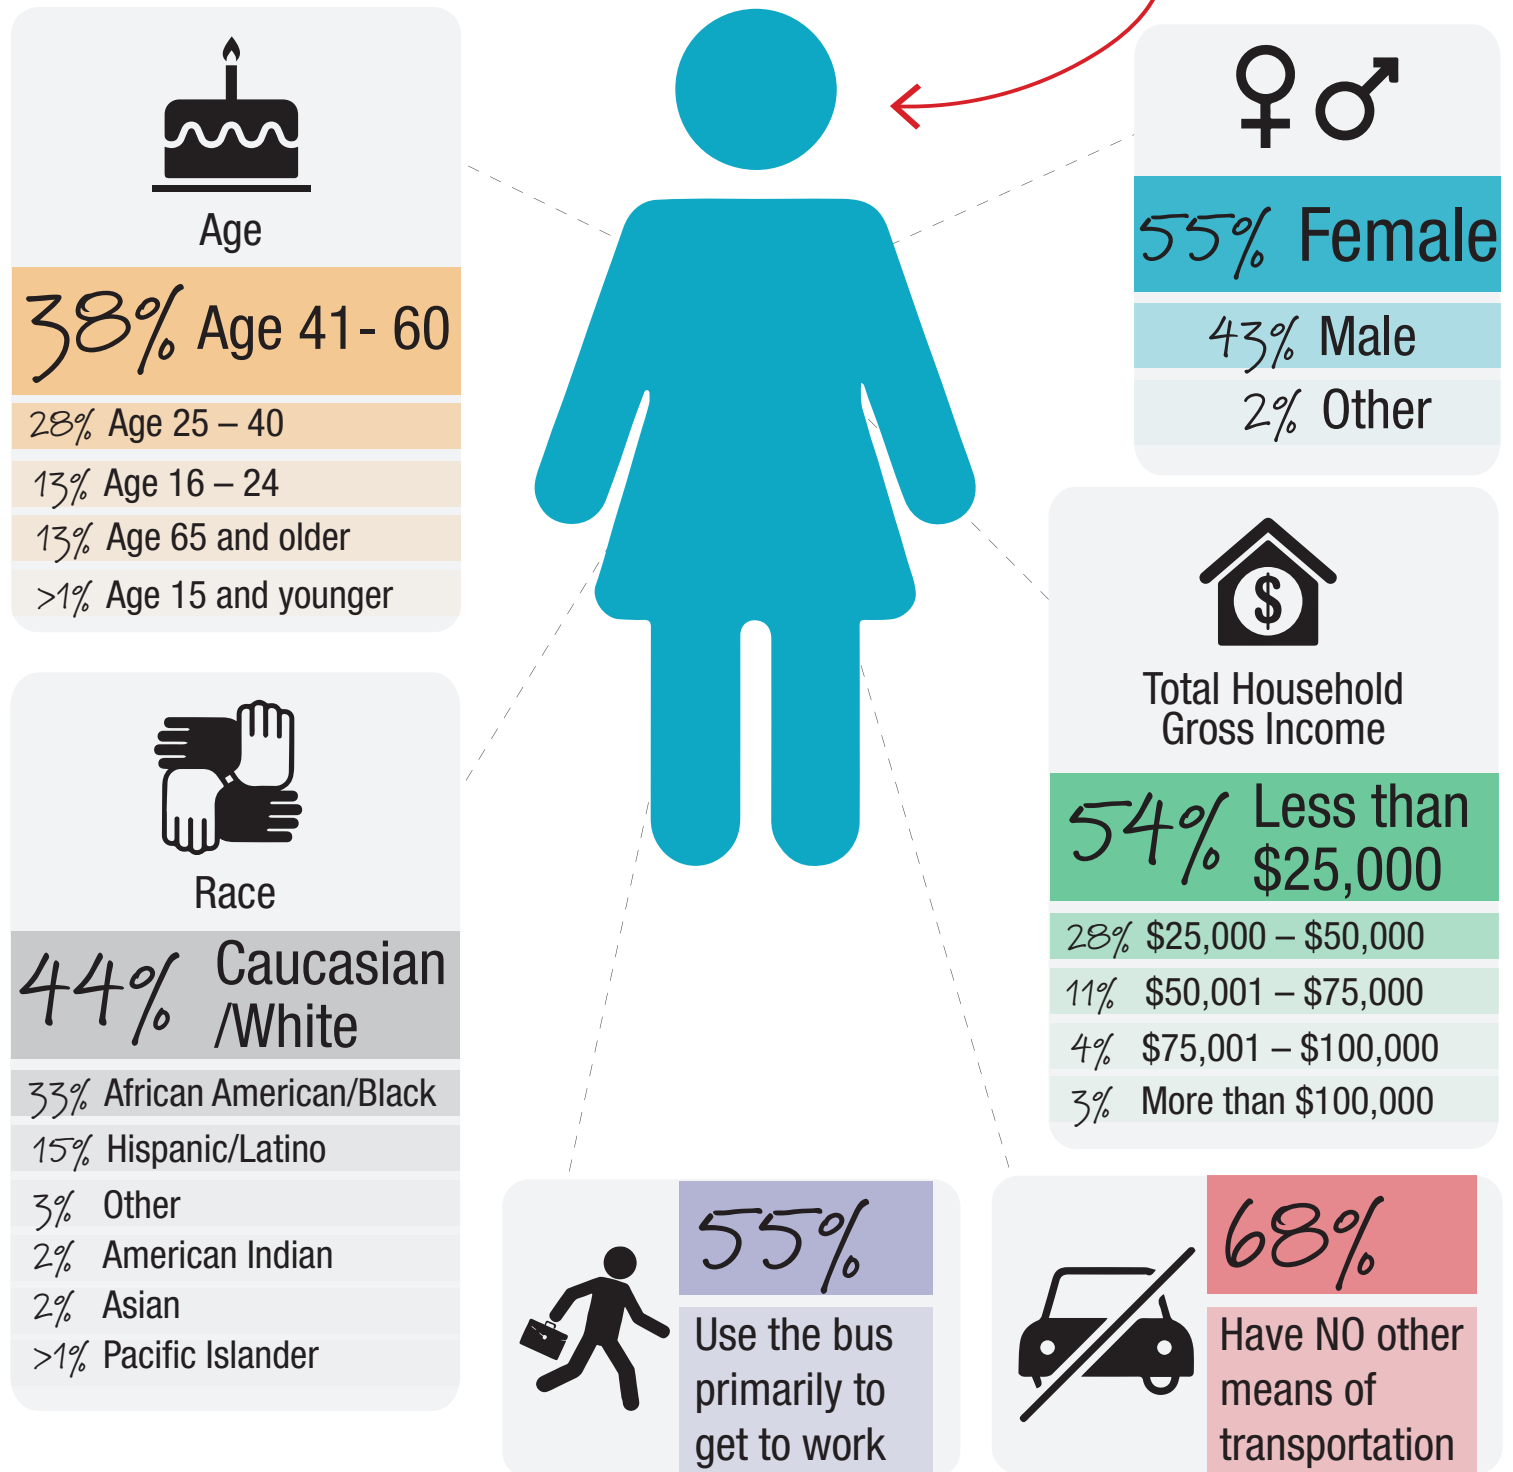 Age
38% Age 41- 60
28% Age 25 – 40
13% Age 16 – 24
13% Age 65 and older
>1% Age 15 and younger
Race
44% Caucasian
/White
33% African American/Black
15% Hispanic/Latino
3% Other
2% American Indian
2% Asian
>1% Pacific Islander
55% Female
43% Male
2% Other
$
Total Household
Gross Income
54% Less than
$25,000
28% $25,000 – $50,000
11% $50,001 – $75,000
4% $75,001 – $100,000
3% More than $100,000
55%
Use the bus
primarily to
get to work
68%
Have NO other
means of
transportation